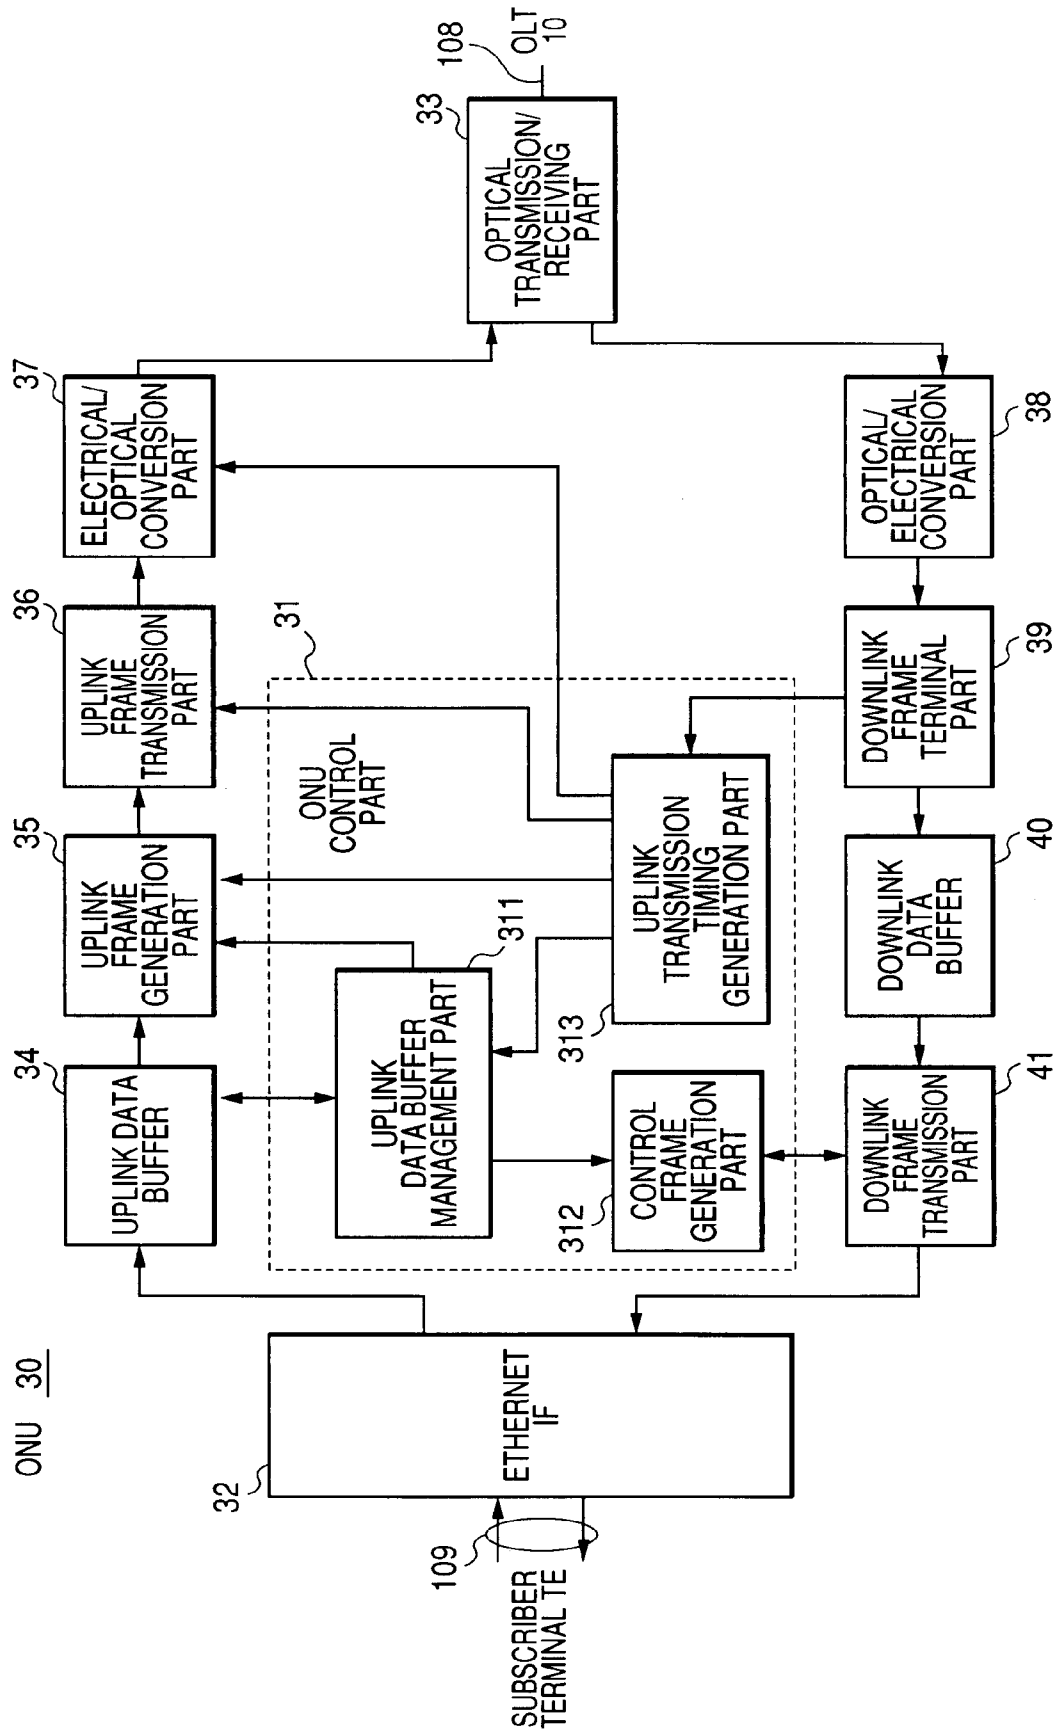 ONU 30
SUBSCRIBER
TERMINAL TE
109
32
ETHERNET
IF
34
UPLINK DATA
BUFFER
35
UPLINK
FRAME
GENERATION
PART
36
UPLINK
FRAME
TRANSMISSION
PART
37
ELECTRICAL/
OPTICAL
CONVERSION
PART
31
ONU
CONTROL
PART
311
UPLINK
DATA BUFFER
MANAGEMENT PART
312
CONTROL
FRAME
GENERATION
PART
313
UPLINK
TRANSMISSION
TIMING
GENERATION PART
33
OPTICAL
TRANSMISSION/
RECEIVING
PART
108
OLT
10
41
DOWNLINK
FRAME
TRANSMISSION
PART
40
DOWNLINK
DATA
BUFFER
39
DOWNLINK
FRAME
TERMINAL
PART
38
OPTICAL/
ELECTRICAL
CONVERSION
PART